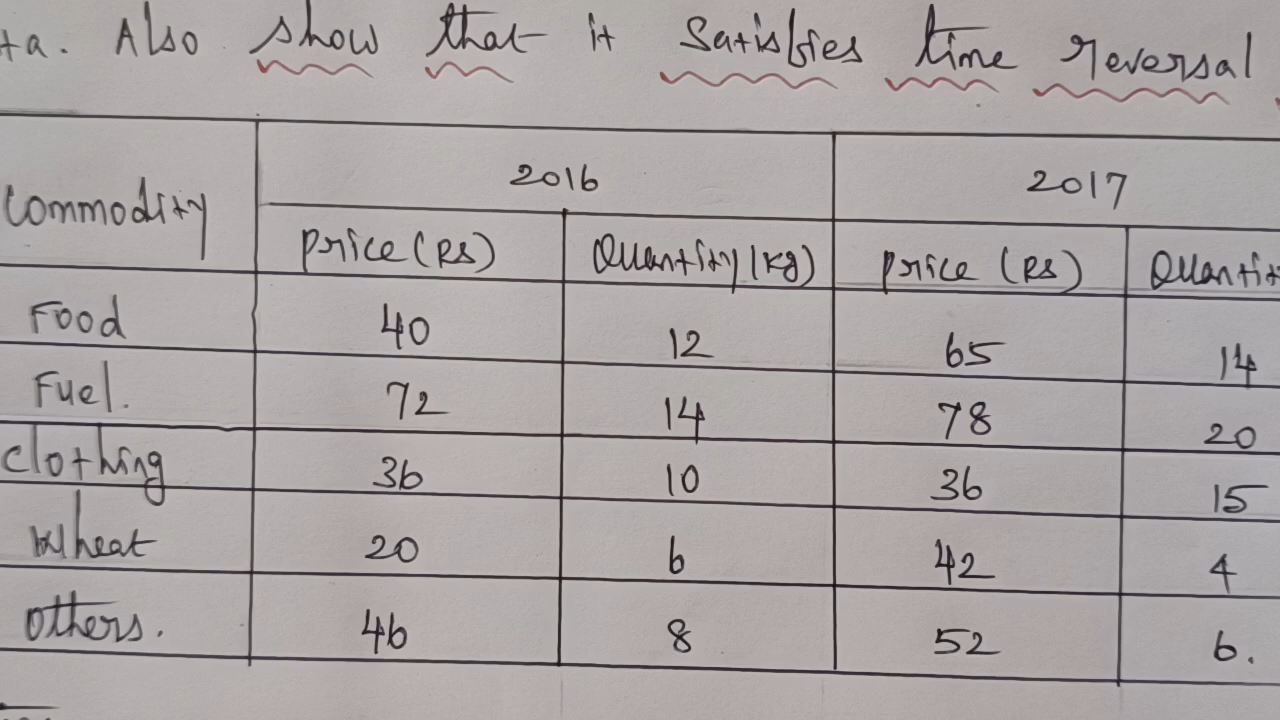 ta. Also show that it satisfies time reversal
Commodity 2016 2017
Price (Rs) Quantity (kg) Price (Rs) Quantit
Food 40 12 65 14
Fuel. 72 14 78 20
Clothing 36 10 36 15
Wheat 20 6 42 4
Others. 46 8 52 6.